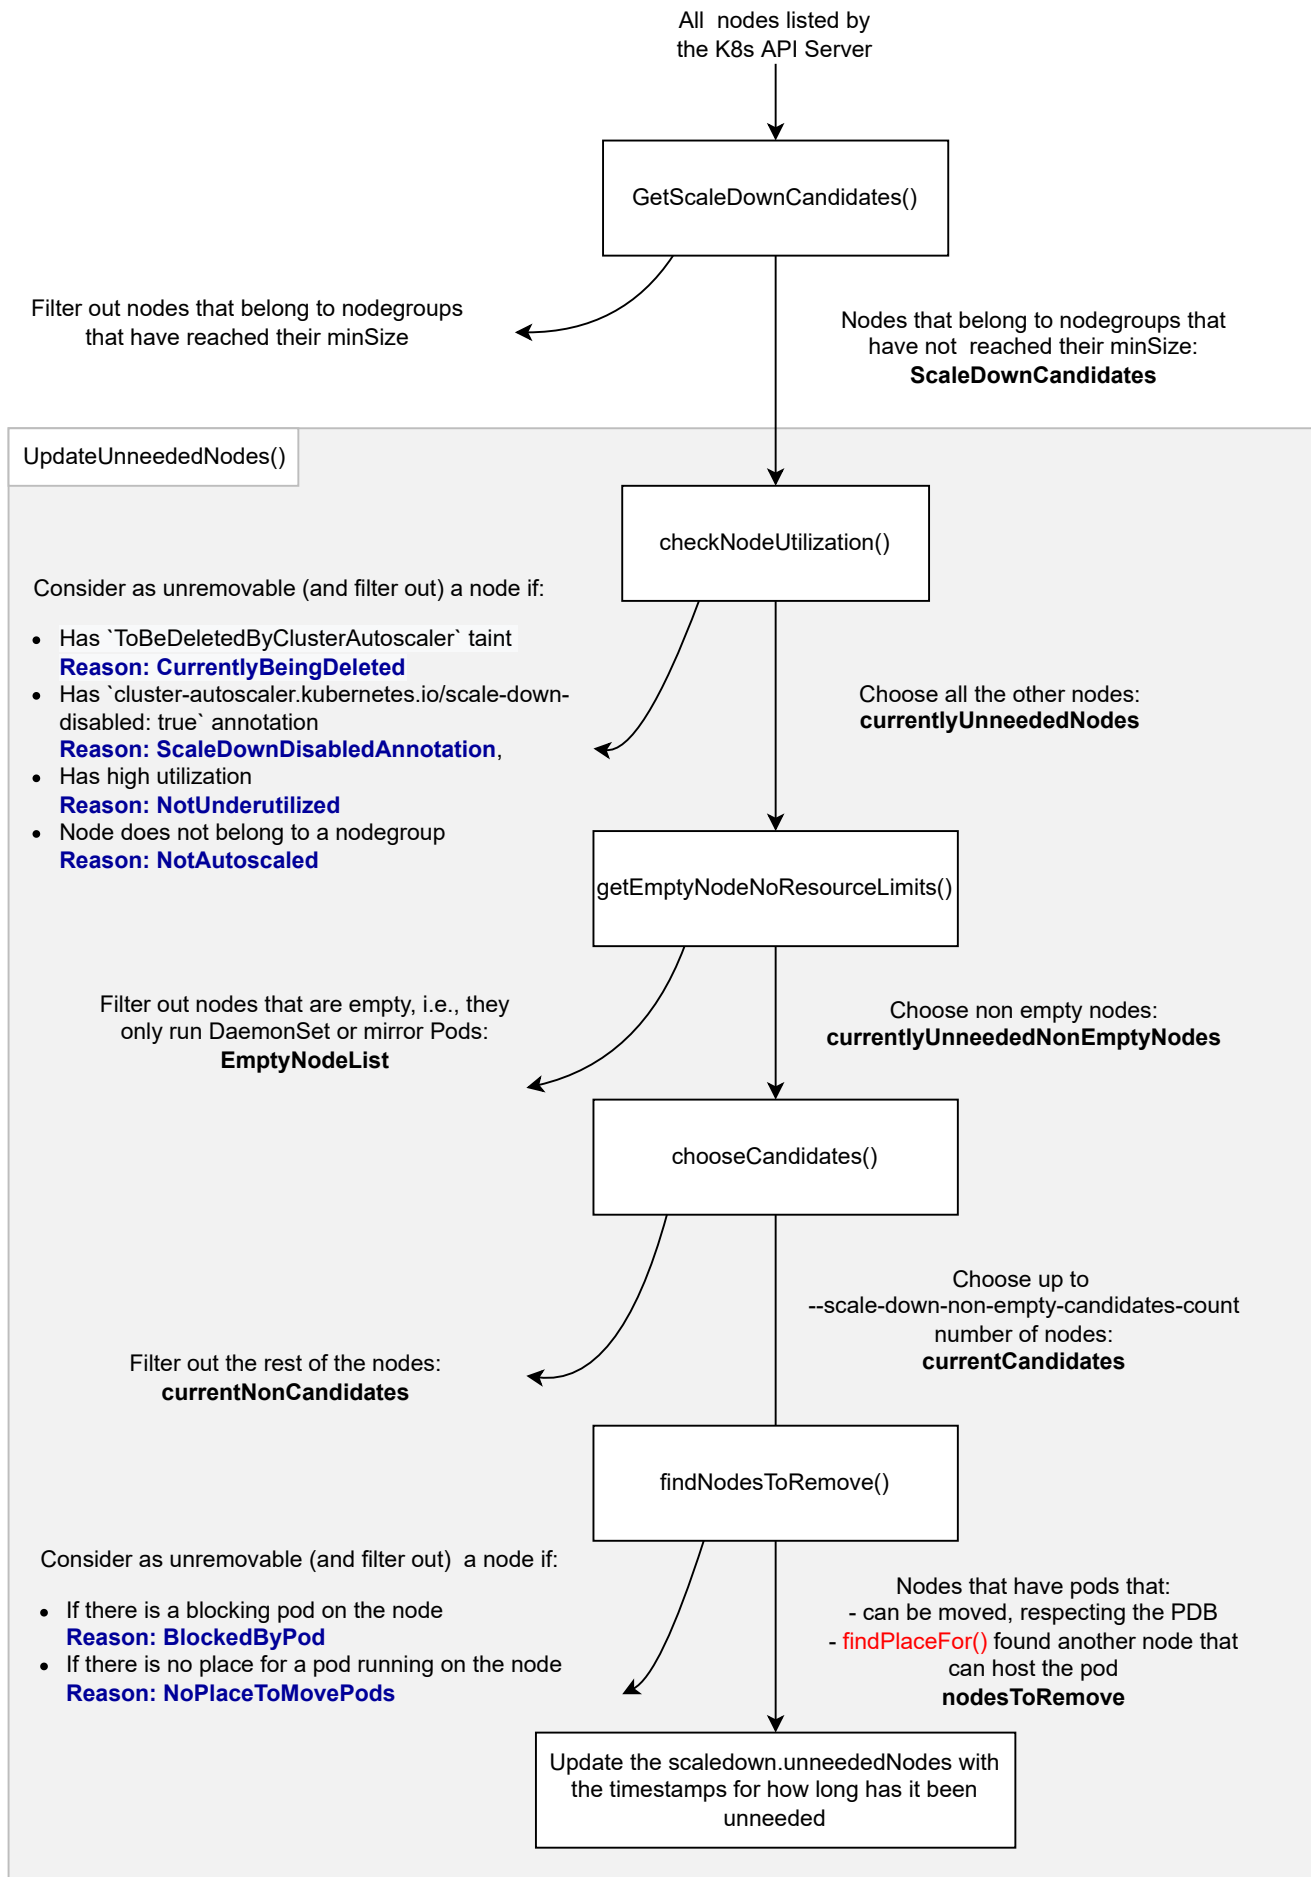 All nodes listed by
the K8s API Server
GetScaleDownCandidates()
Filter out nodes that belong to nodegroups
that have reached their minSize
Nodes that belong to nodegroups that
have not reached their minSize:
ScaleDownCandidates
UpdateUnneededNodes()
checkNodeUtilization()
Consider as unremovable (and filter out) a node if:
• Has `ToBeDeletedByClusterAutoscaler` taint
Reason: CurrentlyBeingDeleted
• Has `cluster-autoscaler.kubernetes.io/scale-down-
disabled: true` annotation
Reason: ScaleDownDisabledAnnotation,
• Has high utilization
Reason: NotUnderutilized
• Node does not belong to a nodegroup
Reason: NotAutoscaled
Choose all the other nodes:
currentlyUnneededNodes
getEmptyNodeNoResourceLimits()
Filter out nodes that are empty, i.e., they
only run DaemonSet or mirror Pods:
EmptyNodeList
Choose non empty nodes:
currentlyUnneededNonEmptyNodes
chooseCandidates()
Choose up to
--scale-down-non-empty-candidates-count
number of nodes:
currentCandidates
Filter out the rest of the nodes:
currentNonCandidates
findNodesToRemove()
Consider as unremovable (and filter out) a node if:
• If there is a blocking pod on the node
Reason: BlockedByPod
• If there is no place for a pod running on the node
Reason: NoPlaceToMovePods
Nodes that have pods that:
- can be moved, respecting the PDB
- findPlaceFor() found another node that
can host the pod
nodesToRemove
Update the scaledown.unneededNodes with
the timestamps for how long has it been
unneeded